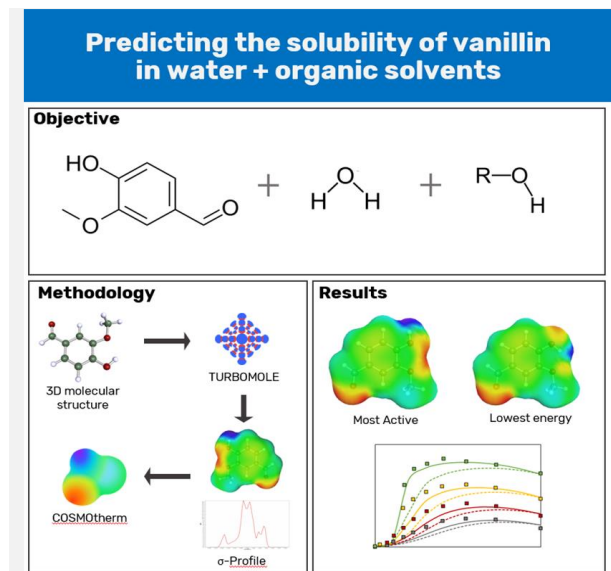 Predicting the solubility of vanillin
in water + organic solvents
Objective
HO
O
O
+
O
H H
+
R-O
H
Methodology
3D molecular
structure
TURBOMOLE
COSMOtherm
σ-Profile
Results
Most Active
Lowest energy